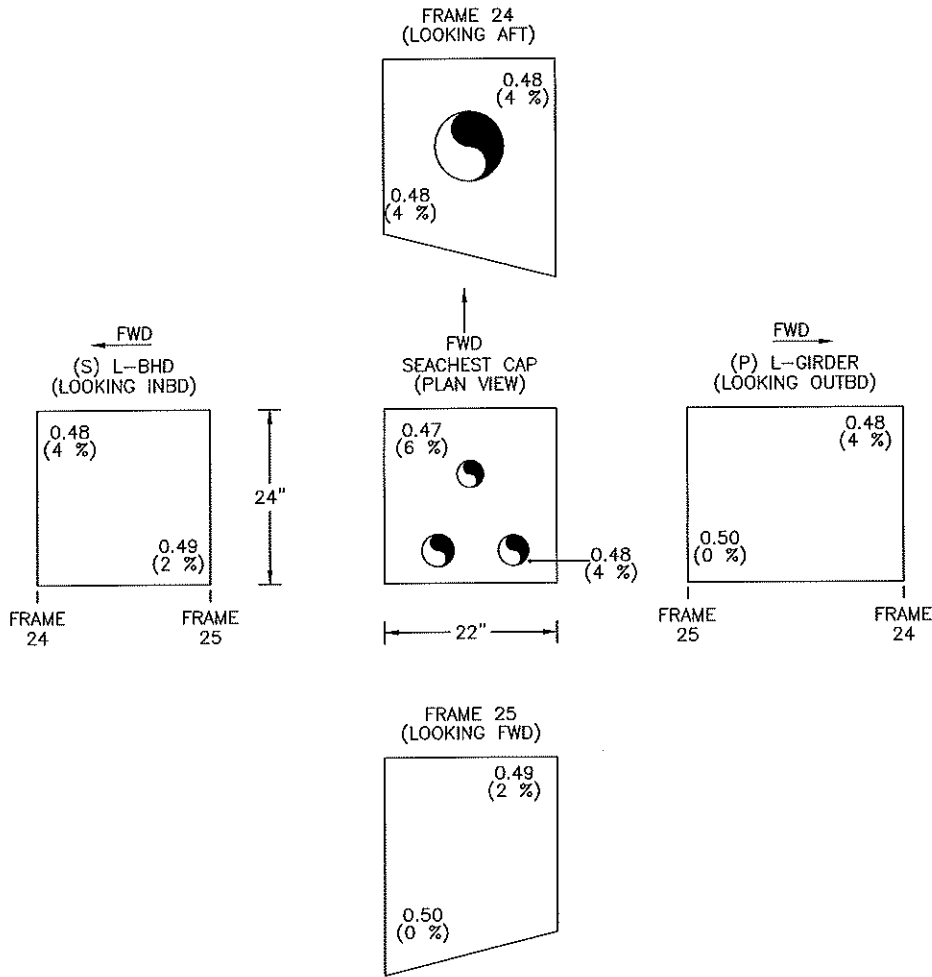 FRAME 24
(LOOKING AFT)
0.48
(4 %)
0.48
(4 %)
FWD
(S) L-BHD
(LOOKING INBD)
0.48
(4 %)
0.49
(2 %)
FRAME
24
FRAME
25
24"
FWD
SEACHEST CAP
(PLAN VIEW)
0.47
(6 %)
0.48
(4 %)
22"
FWD
(P) L-GIRDER
(LOOKING OUTBD)
0.48
(4 %)
0.50
(0 %)
FRAME
25
FRAME
24
FRAME 25
(LOOKING FWD)
0.49
(2 %)
0.50
(0 %)